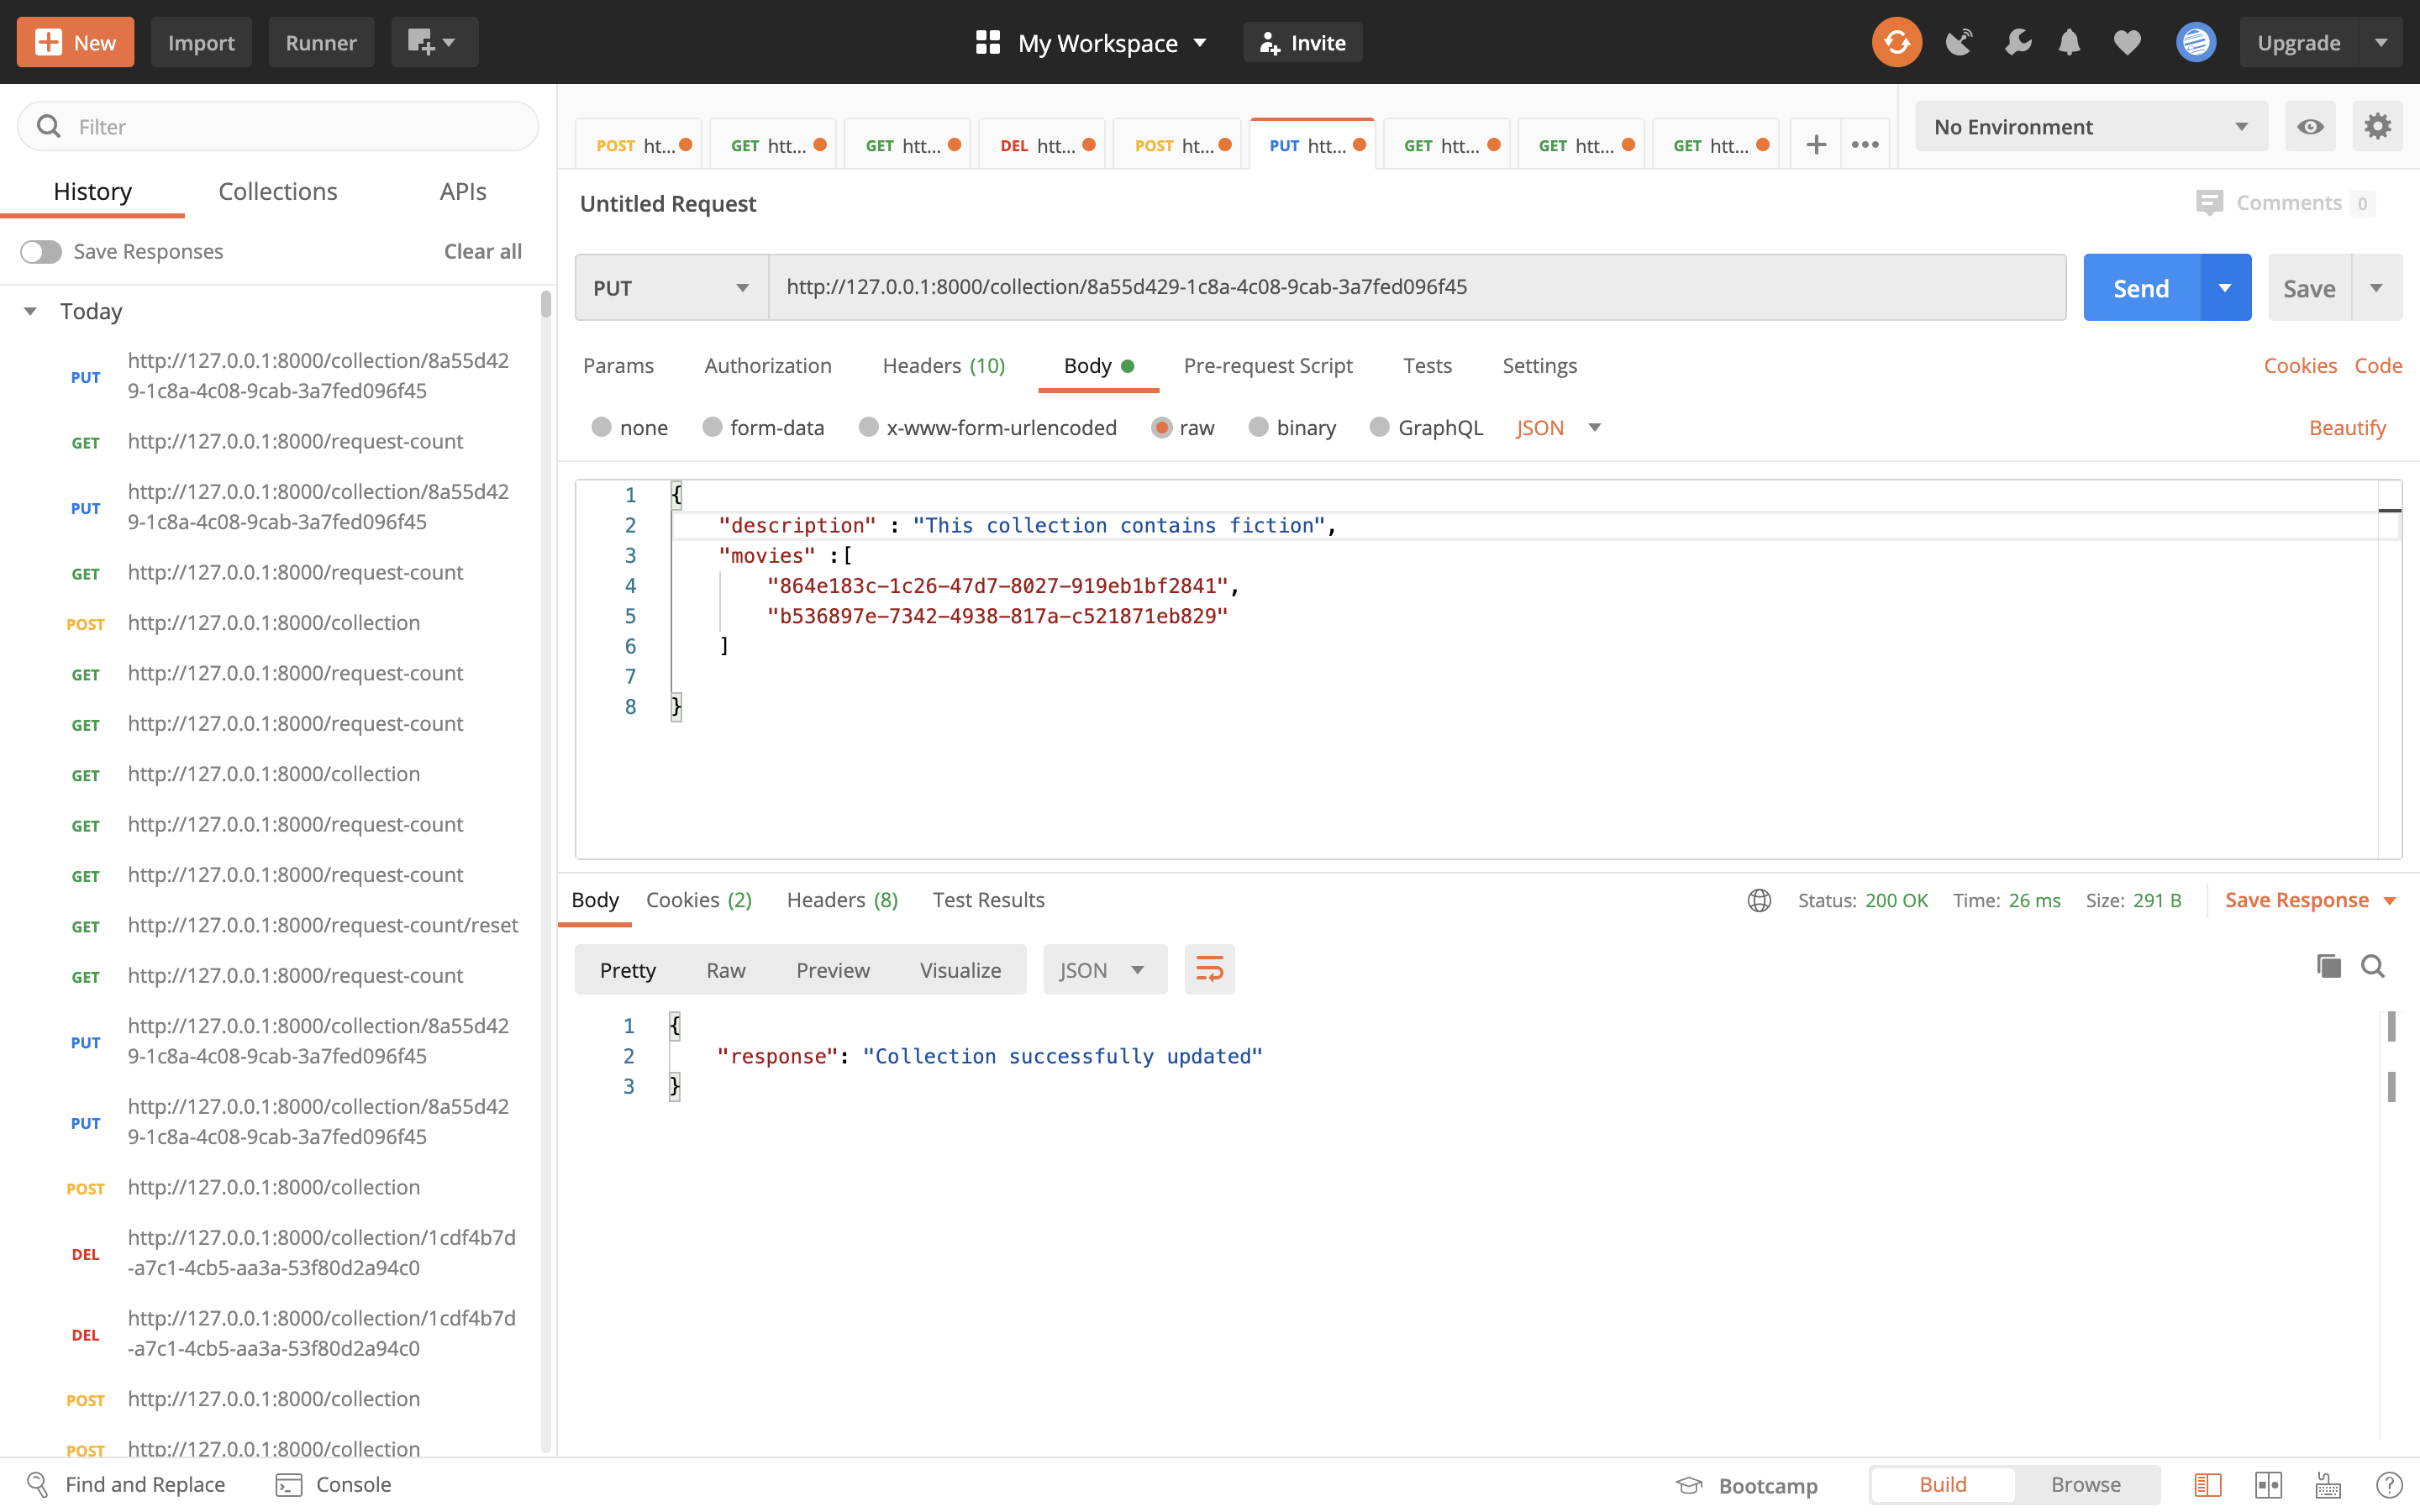 New
Import
Runner
My Workspace
Invite
Upgrade
Filter
History
Collections
APIs
Save Responses
Clear all
Today
PUT http://127.0.0.1:8000/collection/8a55d42
9-1c8a-4c08-9cab-3a7fed096f45
GET http://127.0.0.1:8000/request-count
PUT http://127.0.0.1:8000/collection/8a55d42
9-1c8a-4c08-9cab-3a7fed096f45
GET http://127.0.0.1:8000/request-count
POST http://127.0.0.1:8000/collection
GET http://127.0.0.1:8000/request-count
GET http://127.0.0.1:8000/request-count
GET http://127.0.0.1:8000/collection
GET http://127.0.0.1:8000/request-count
GET http://127.0.0.1:8000/request-count
GET http://127.0.0.1:8000/request-count/reset
GET http://127.0.0.1:8000/request-count
PUT http://127.0.0.1:8000/collection/8a55d42
9-1c8a-4c08-9cab-3a7fed096f45
PUT http://127.0.0.1:8000/collection/8a55d42
9-1c8a-4c08-9cab-3a7fed096f45
POST http://127.0.0.1:8000/collection
DEL http://127.0.0.1:8000/collection/1cdf4b7d
-a7c1-4cb5-aa3a-53f80d2a94c0
DEL http://127.0.0.1:8000/collection/1cdf4b7d
-a7c1-4cb5-aa3a-53f80d2a94c0
POST http://127.0.0.1:8000/collection
POST http://127.0.0.1:8000/collection
POST ht...
GET htt...
GET htt...
DEL htt...
POST ht...
PUT htt...
GET htt...
GET htt...
GET htt...
No Environment
Untitled Request
Comments 0
PUT
http://127.0.0.1:8000/collection/8a55d429-1c8a-4c08-9cab-3a7fed096f45
Send
Save
Params
Authorization
Headers (10)
Body
Pre-request Script
Tests
Settings
Cookies
Code
none
form-data
x-www-form-urlencoded
raw
binary
GraphQL
JSON
Beautify
1 {
2 "description" : "This collection contains fiction",
3 "movies" :[
4 "864e183c-1c26-47d7-8027-919eb1bf2841",
5 "b536897e-7342-4938-817a-c521871eb829"
6 ]
7
8 }
Body
Cookies (2)
Headers (8)
Test Results
Status: 200 OK
Time: 26 ms
Size: 291 B
Save Response
Pretty
Raw
Preview
Visualize
JSON
1 {
2 "response": "Collection successfully updated"
3 }
Find and Replace
Console
Bootcamp
Build
Browse